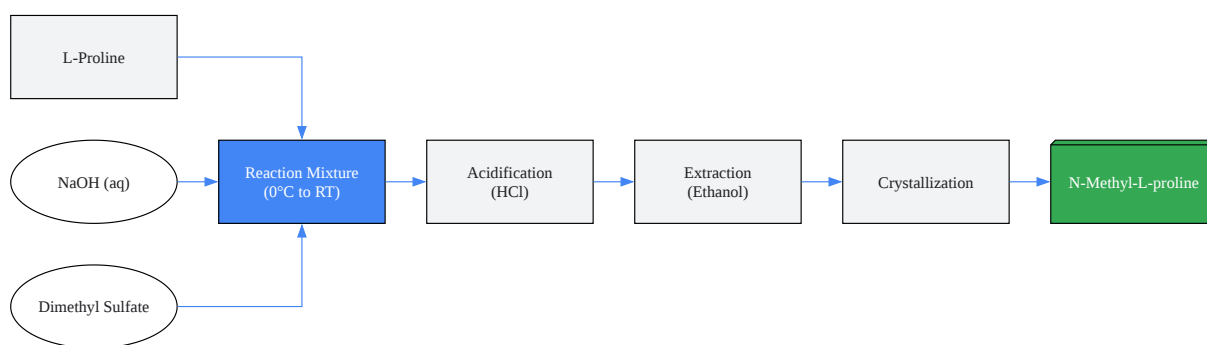 L-Proline
NaOH (aq)
Dimethyl Sulfate
Reaction Mixture
(0°C to RT)
Acidification
(HCl)
Extraction
(Ethanol)
Crystallization
N-Methyl-L-proline